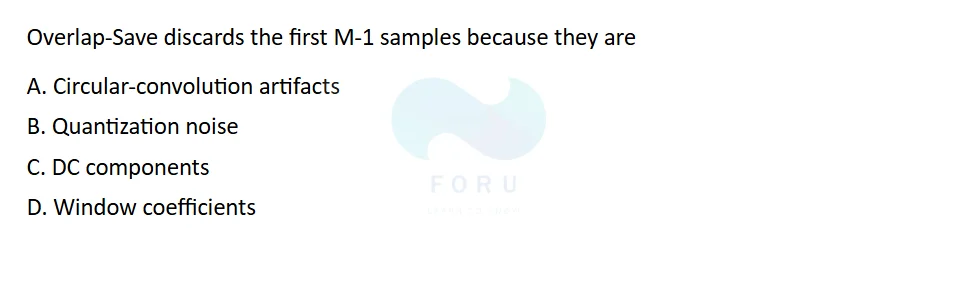 Overlap-Save discards the first M-1 samples because they are
A. Circular-convolution artifacts
B. Quantization noise
C. DC components
D. Window coefficients
FORU